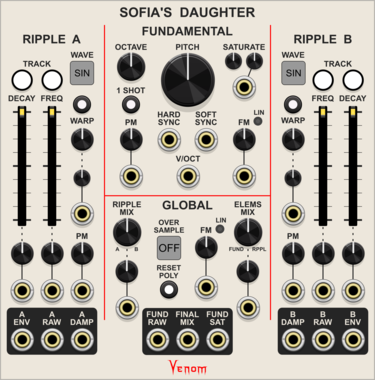 SOFIA'S DAUGHTER
RIPPLE A
FUNDAMENTAL
RIPPLE B
TRACK
WAVE
SIN
OCTAVE
PITCH
SATURATE
WAVE
SIN
TRACK
DECAY FREQ
1 SHOT
FREQ DECAY
WARP
PM
HARD SYNC
SOFT SYNC
LIN
FM
WARP
V/OCT
RIPPLE MIX
A B
GLOBAL
ELEMS MIX
FUND RPPL
OVER SAMPLE
OFF
LIN
FM
PM
PM
RESET POLY
A ENV
A RAW
A DAMP
FUND RAW
FINAL MIX
FUND SAT
B DAMP
B RAW
B ENV
Venom